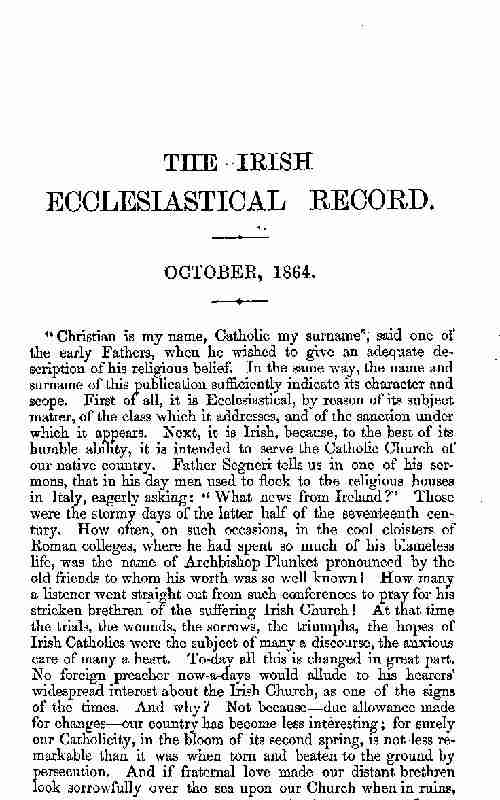 THE IRISH
ECCLESIASTICAL RECORD.
OCTOBER, 1864.
"Christian is my name, Catholic my surname", said one of
the early Fathers, when he wished to give an adequate de-
scription of his religious belief. In the same way, the name and
surname of this publication sufficiently indicate its character and
scope. First of all, it is Ecclesiastical, by reason of its subject
matter, of the class which it addresses, and of the sanction under
which it appears. Next, it is Irish, because, to the best of its
humble ability, it is intended to serve the Catholic Church of
our native country. Father Segneri tells us in one of his ser-
mons, that in his day men used to flock to the religious houses
in Italy, eagerly asking: "What news from Ireland?" Those
were the stormy days of the latter half of the seventeenth cen-
tury. How often, on such occasions, in the cool cloisters of
Roman colleges, where he had spent so much of his blameless
life, was the name of Archbishop Plunket pronounced by the
old friends to whom his worth was so well known! How many
a listener went straight out from such conferences to pray for his
stricken brethren of the suffering Irish Church! At that time
the trials, the wounds, the sorrows, the triumphs, the hopes of
Irish Catholics were the subject of many a discourse, the anxious
care of many a heart. To-day all this is changed in great part.
No foreign preacher now-a-days would allude to his hearers'
widespread interest about the Irish Church, as one of the signs
of the times. And why? Not because—due allowance made
for changes—our country has become less interesting; for surely
our Catholicity, in the bloom of its second spring, is not less re-
markable than it was when torn and beaten to the ground by
persecution. And if fraternal love made our distant brethren
look sorrowfully over the sea upon our Church when in ruins,